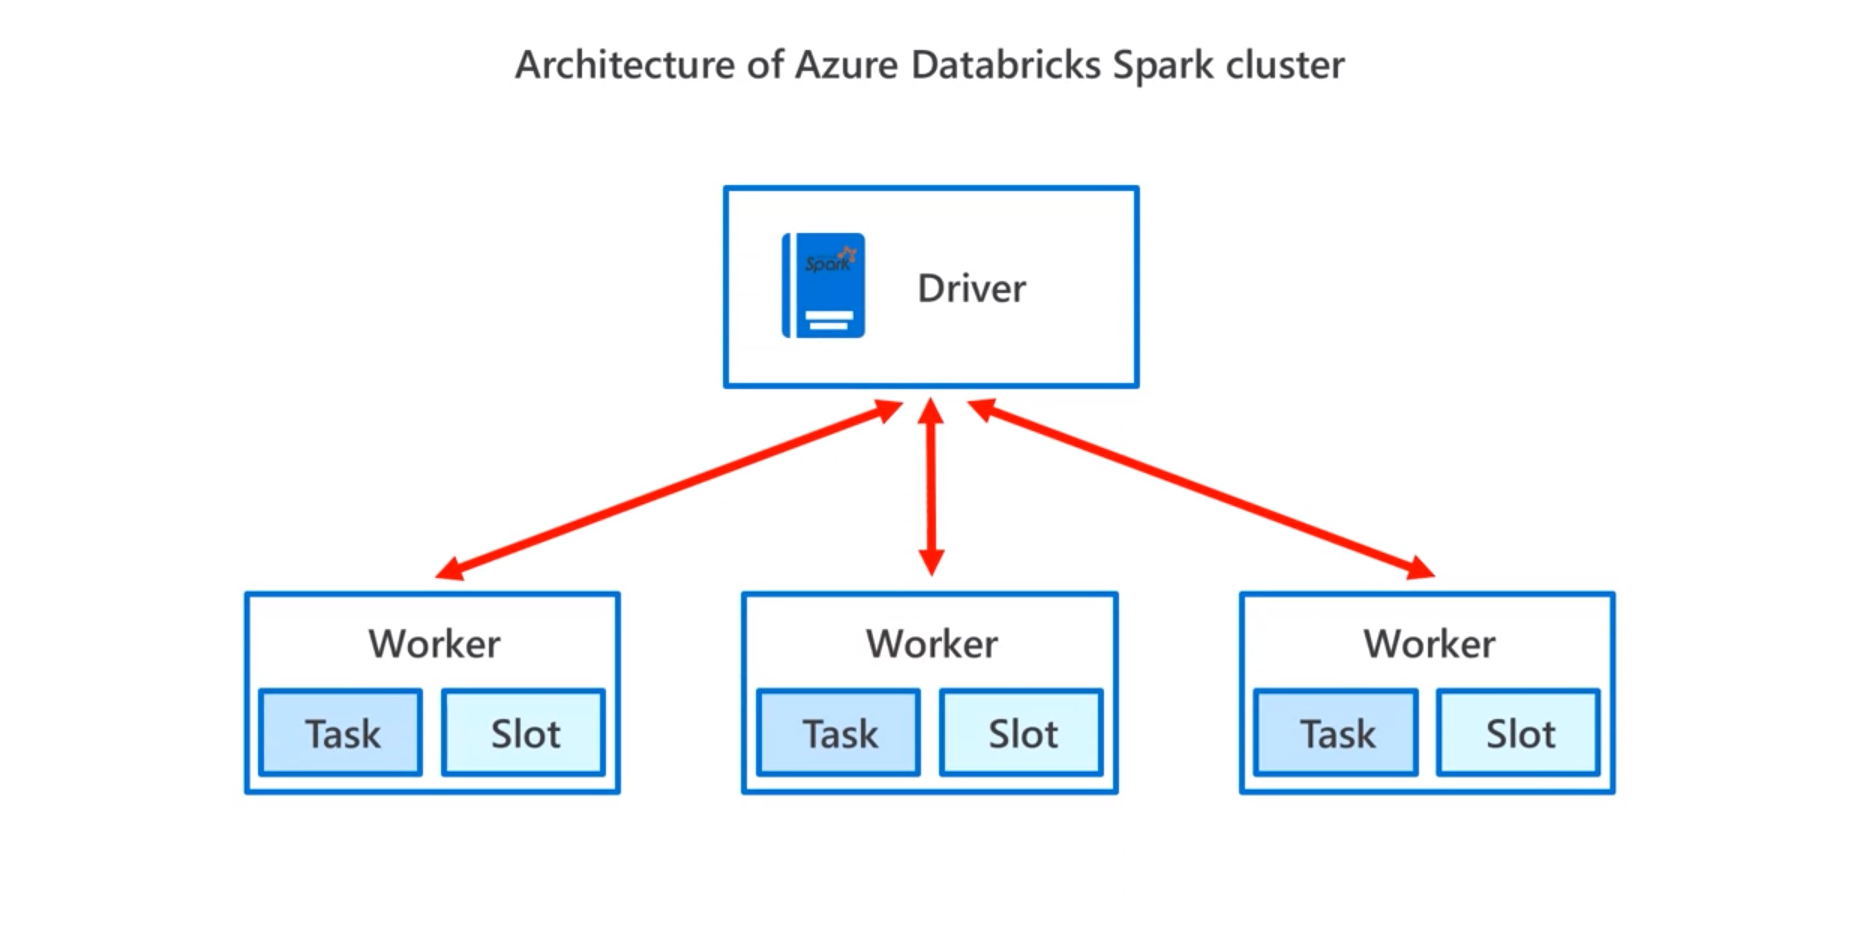 Architecture of Azure Databricks Spark cluster
Spark
Driver
Worker
Task
Slot
Worker
Task
Slot
Worker
Task
Slot